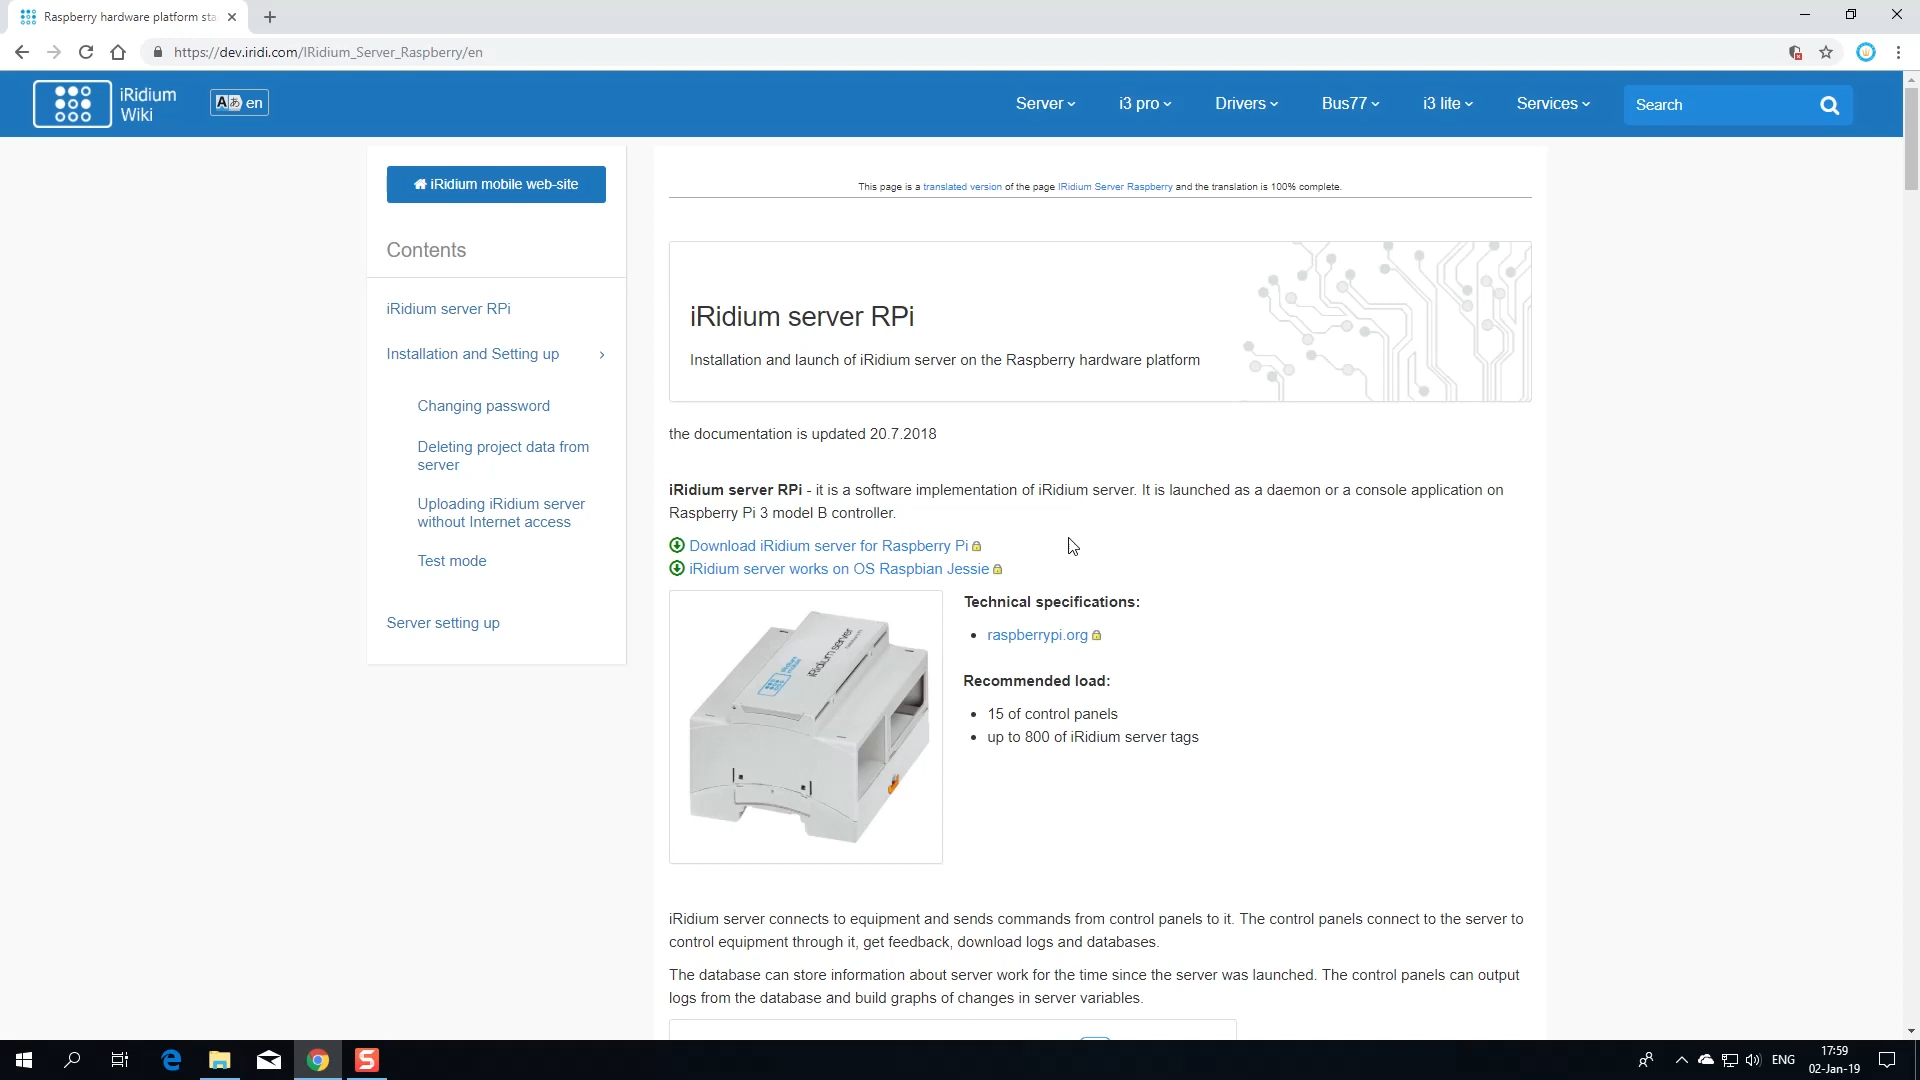 Raspberry hardware platform sta
https://dev.iridi.com/IRidium_Server_Raspberry/en
iRidium
Wiki
en
Server
i3 pro
Drivers
Bus77
i3 lite
Services
Search
iRidium mobile web-site
Contents
iRidium server RPi
Installation and Setting up
Changing password
Deleting project data from
server
Uploading iRidium server
without Internet access
Test mode
Server setting up
This page is a translated version of the page IRidium Server Raspberry and the translation is 100% complete.
iRidium server RPi
Installation and launch of iRidium server on the Raspberry hardware platform
the documentation is updated 20.7.2018
iRidium server RPi - it is a software implementation of iRidium server. It is launched as a daemon or a console application on
Raspberry Pi 3 model B controller.
Download iRidium server for Raspberry Pi
iRidium server works on OS Raspbian Jessie
iRidium server
Technical specifications:
raspberrypi.org
Recommended load:
15 of control panels
up to 800 of iRidium server tags
iRidium server connects to equipment and sends commands from control panels to it. The control panels connect to the server to
control equipment through it, get feedback, download logs and databases.
The database can store information about server work for the time since the server was launched. The control panels can output
logs from the database and build graphs of changes in server variables.
ENG
17:59
02-Jan-19